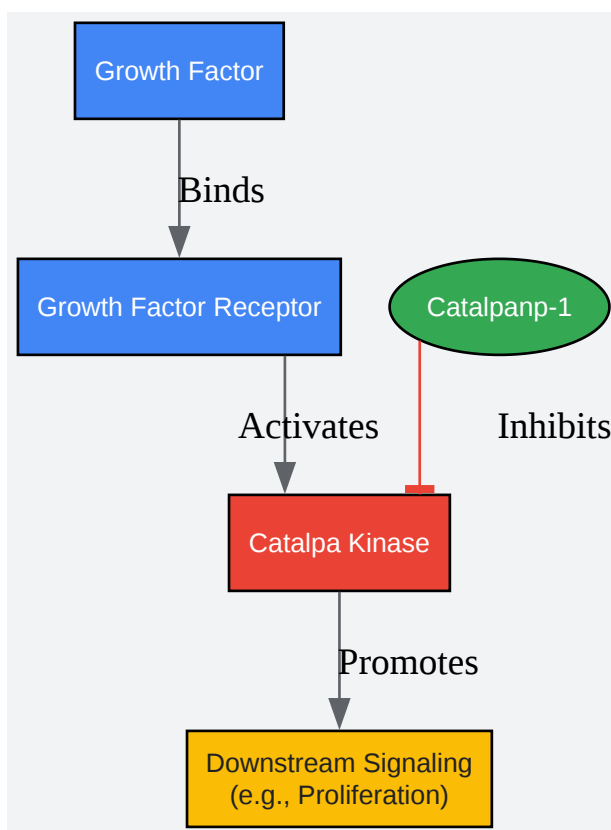 Growth Factor
Binds
Growth Factor Receptor
Catalpanp-1
Activates
Inhibits
Catalpa Kinase
Promotes
Downstream Signaling
(e.g., Proliferation)